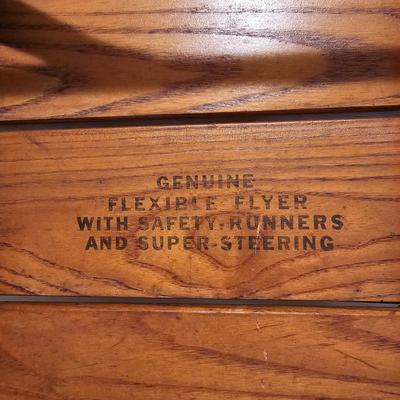 GENUINE
FLEXIBLE FLYER
WITH SAFETY-RUNNERS
AND SUPER-STEERING